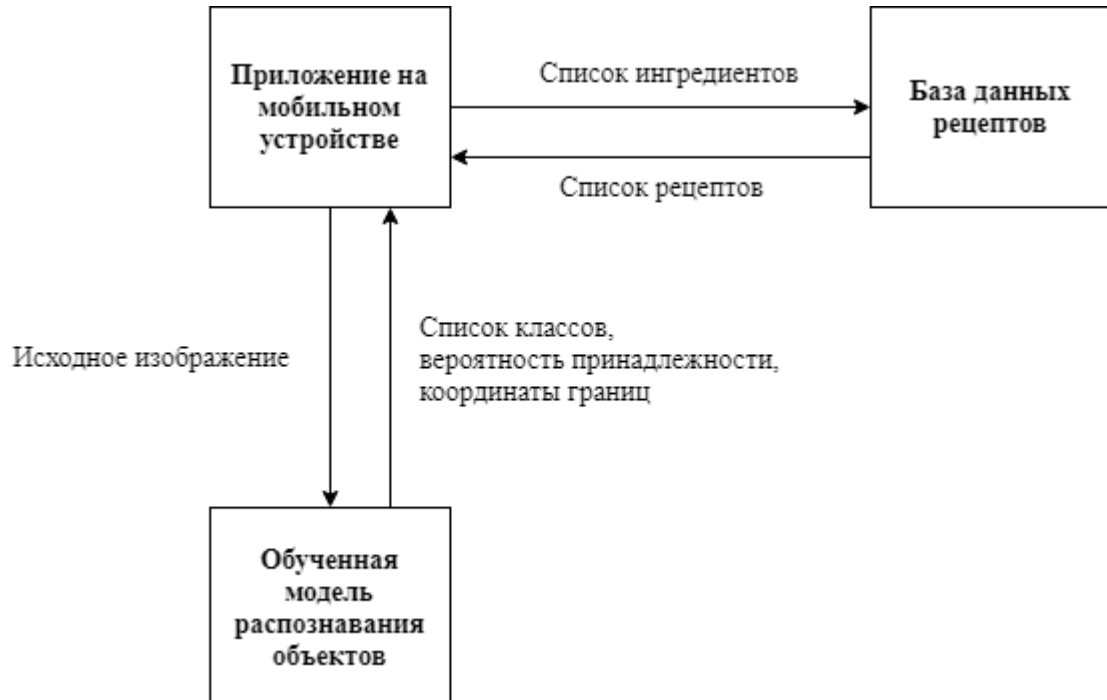 Приложение на
мобильном
устройстве
Список ингредиентов
База данных
рецептов
Список рецептов
Исходное изображение
Список классов,
вероятность принадлежности,
координаты границ
Обученная
модель
распознавания
объектов